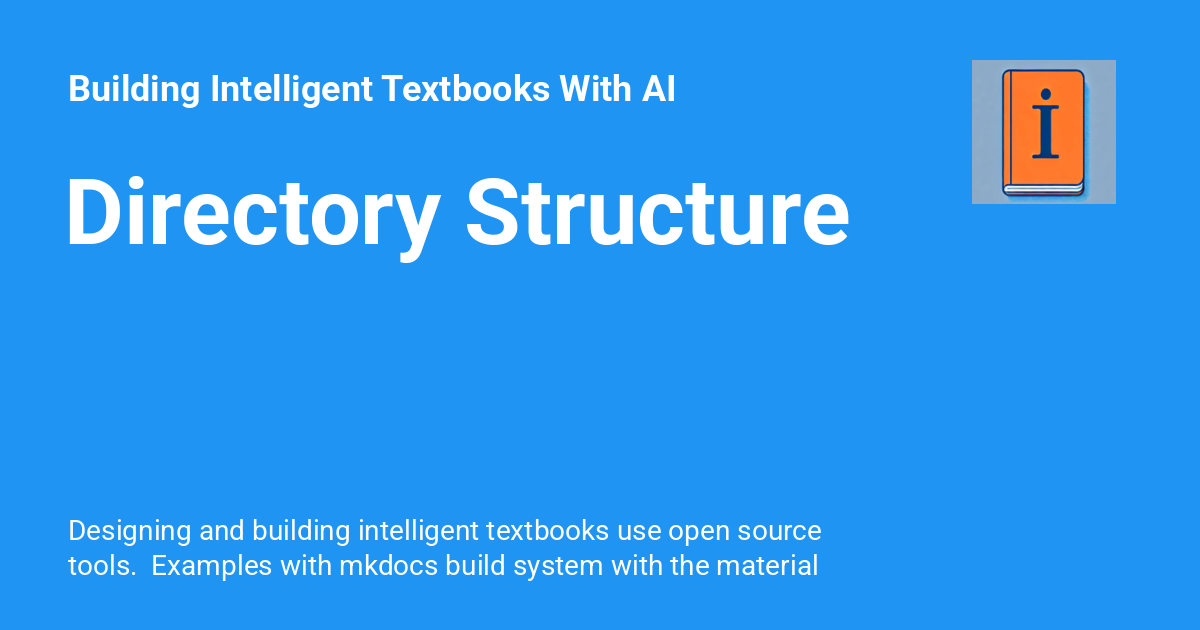 Building Intelligent Textbooks With AI
i
Directory Structure
Designing and building intelligent textbooks use open source
tools.  Examples with mkdocs build system with the material